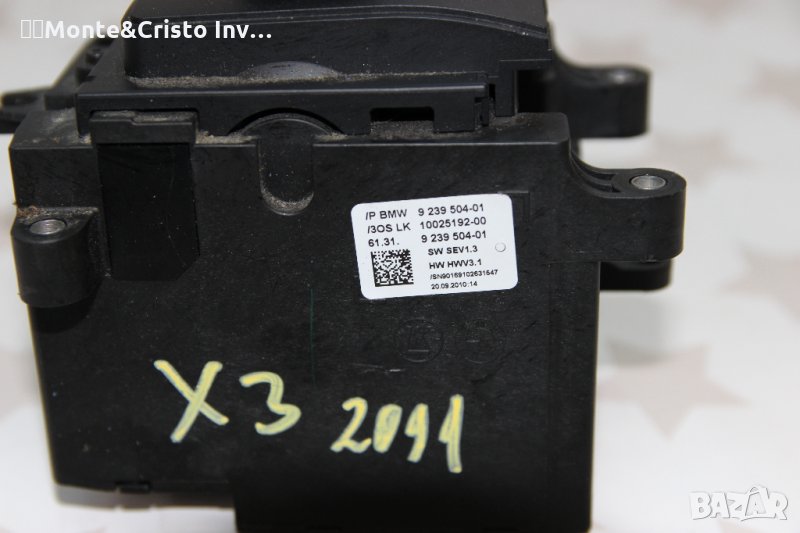 Monte&Cristo Inv...
/P BMW 9 239 504-01
/3OS LK 10025192-00
61.31. 9 239 504-01
SW SEV1.3
HW HWV3.1
/SN90169102631547
20.09.2010:14
X3 2011
BAZAR